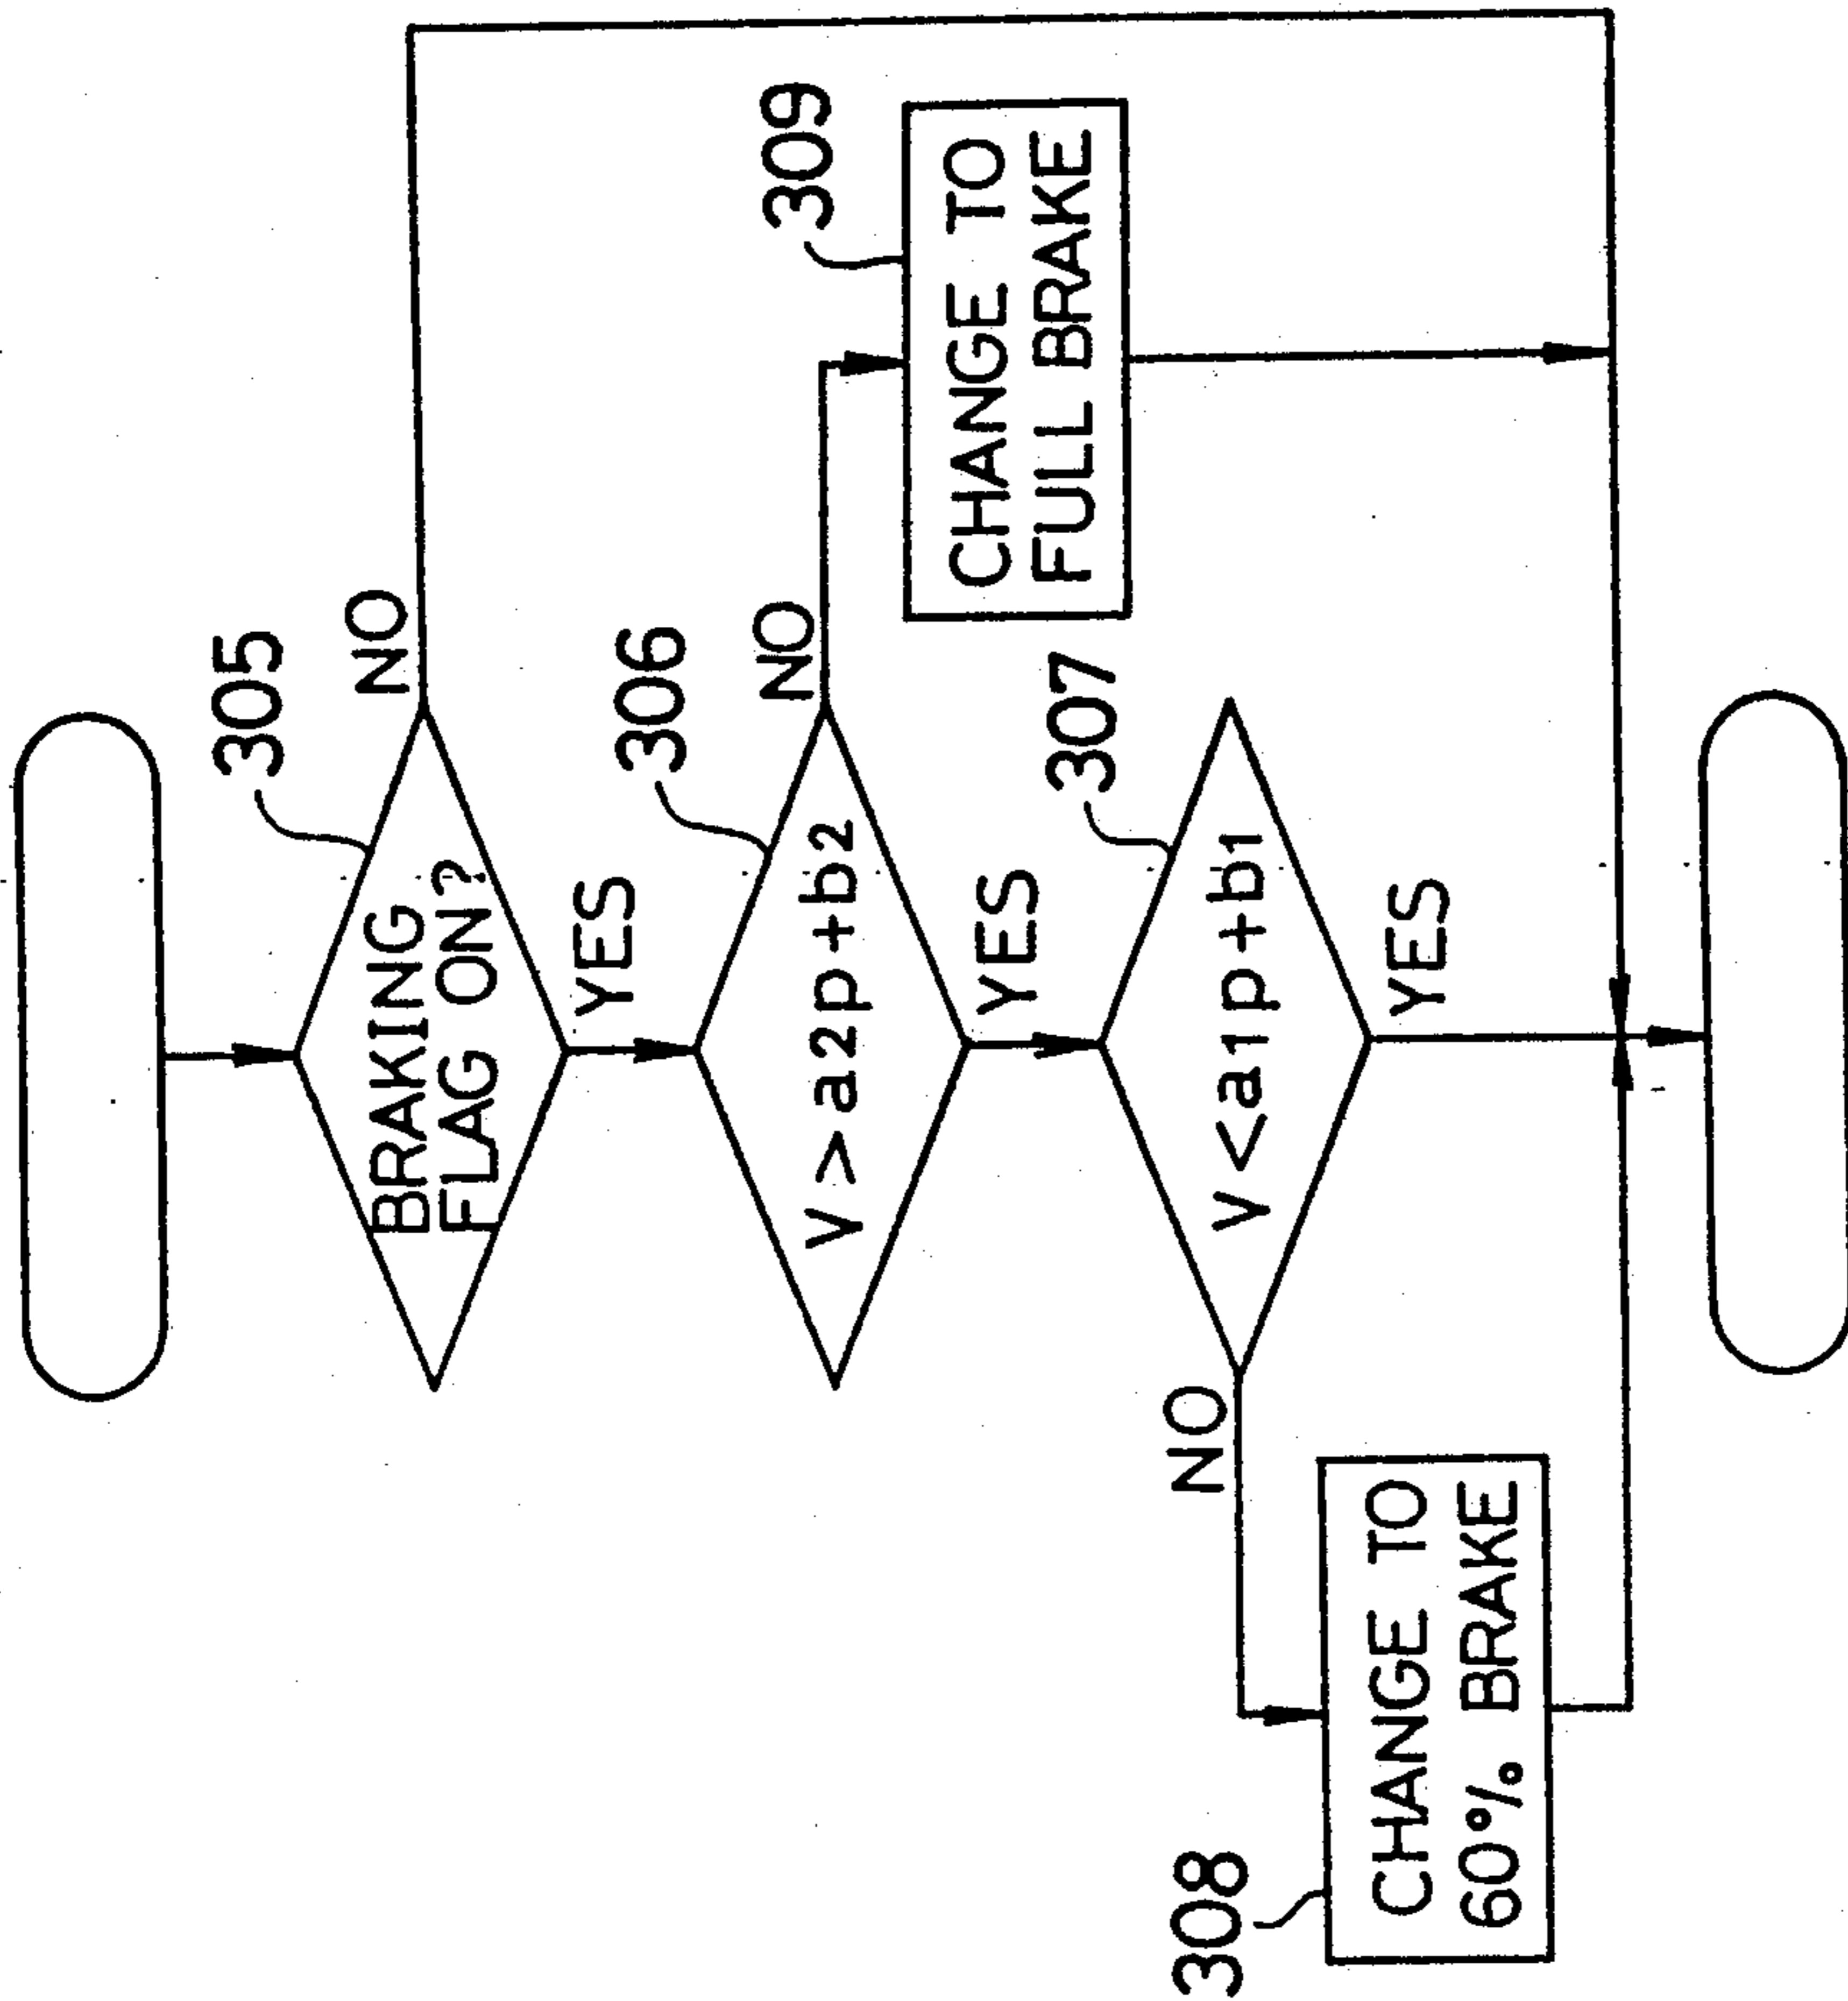 305
BRAKING
FLAG ON?
NO
YES
306
V>a2p+b2
NO
YES
309
CHANGE TO
FULL BRAKE
307
V<a1p+b1
NO
YES
308
CHANGE TO
60% BRAKE